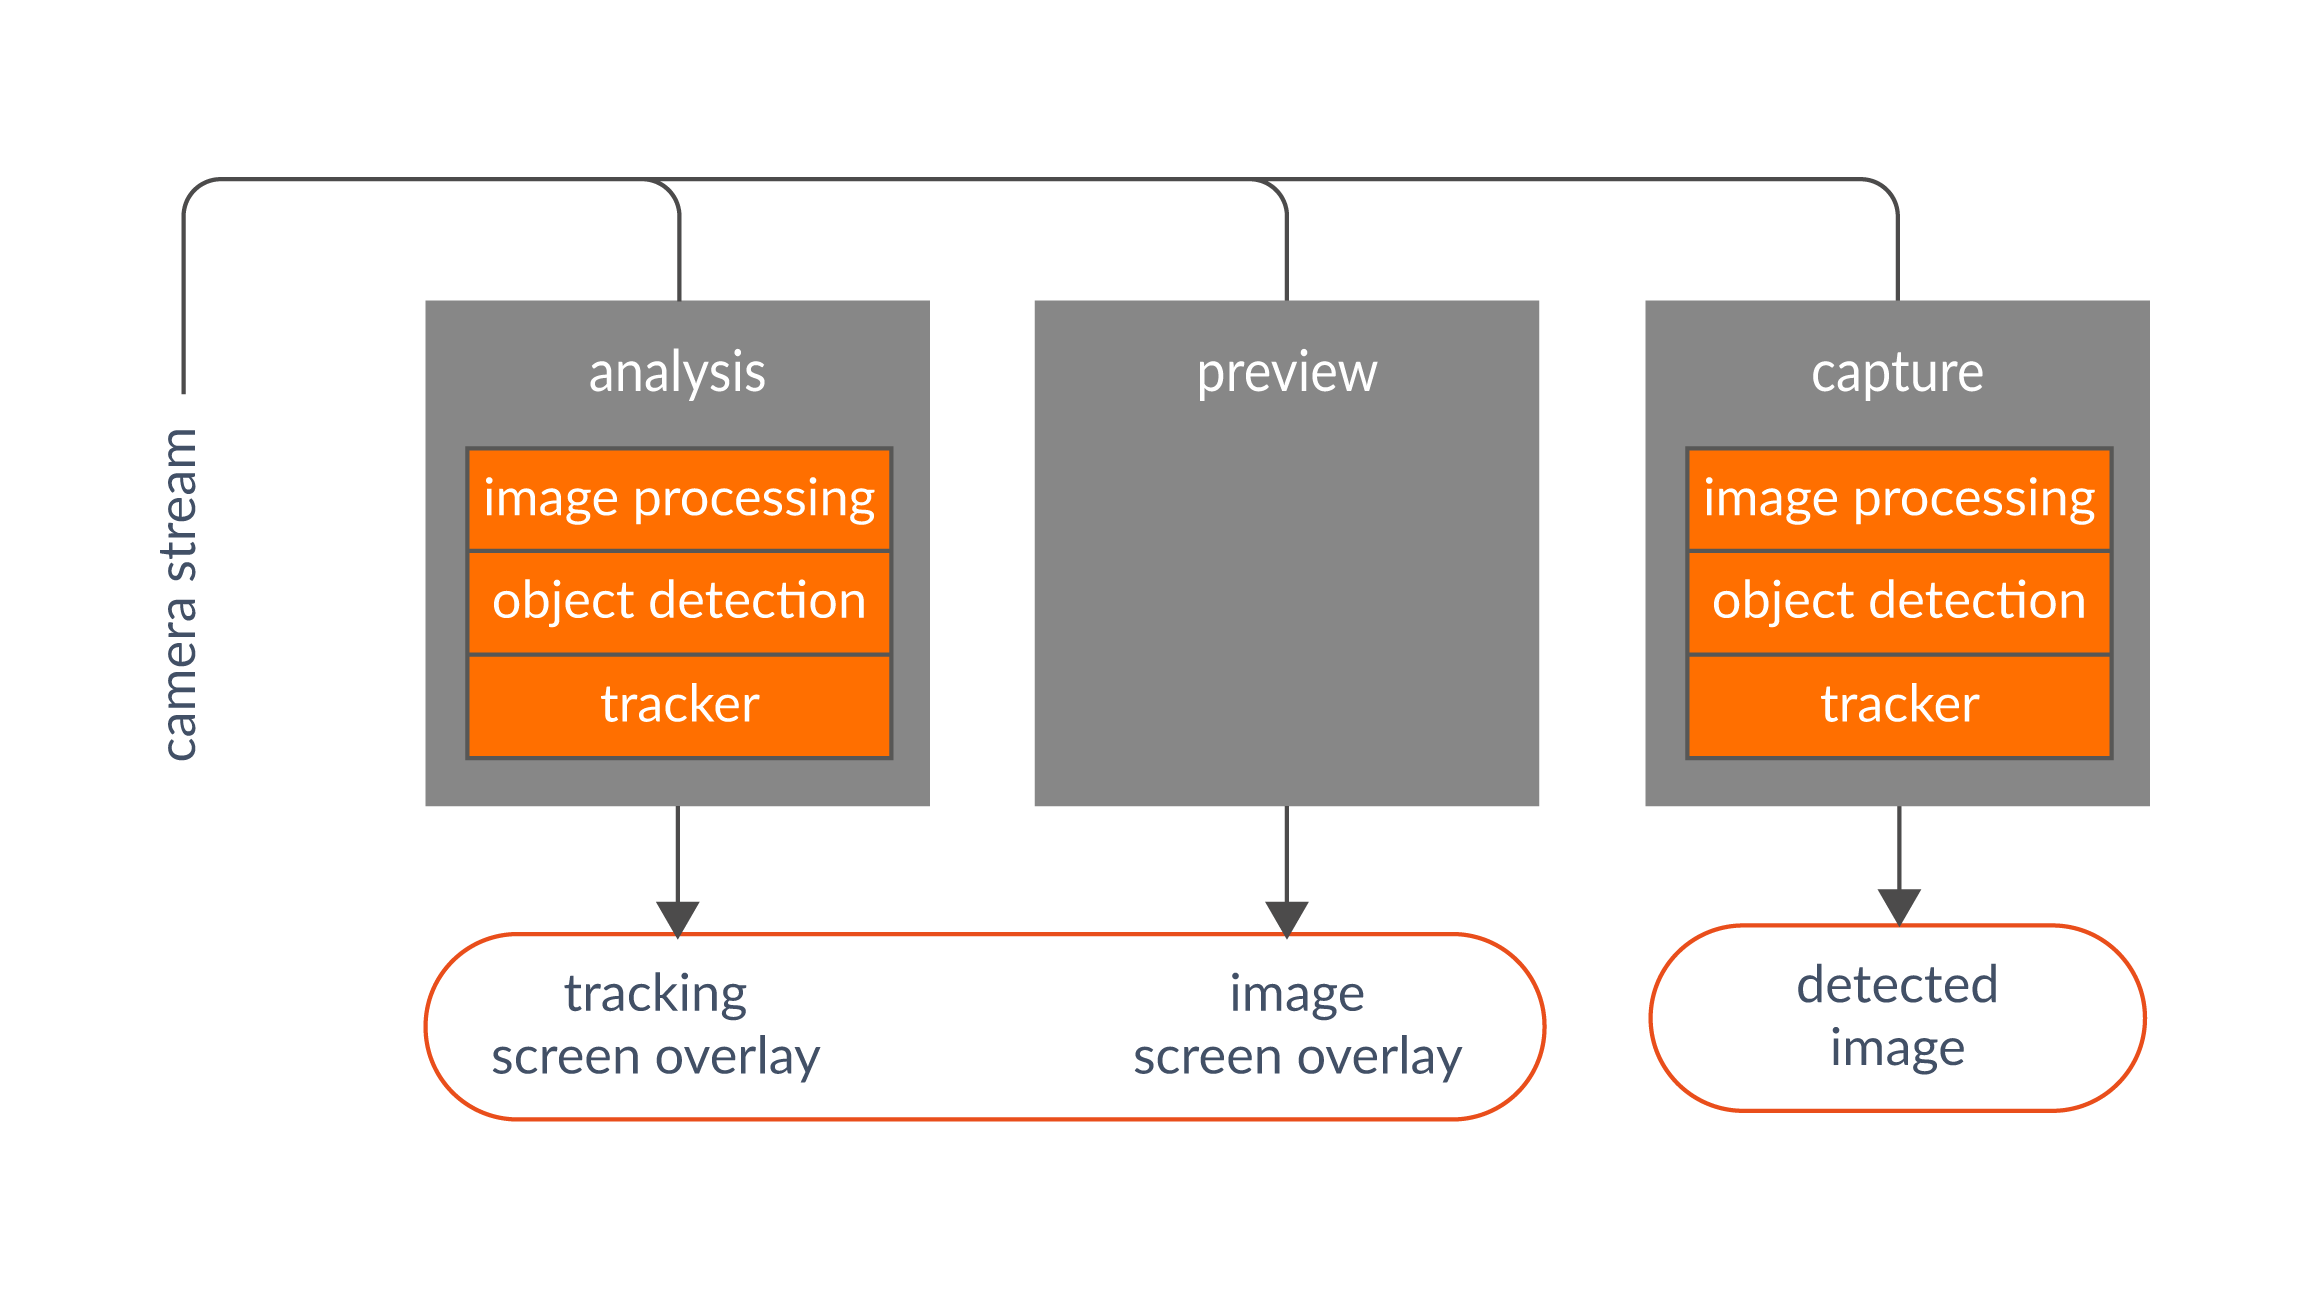 camera stream
analysis
image processing
object detection
tracker
preview
capture
image processing
object detection
tracker
tracking
screen overlay
image
screen overlay
detected
image